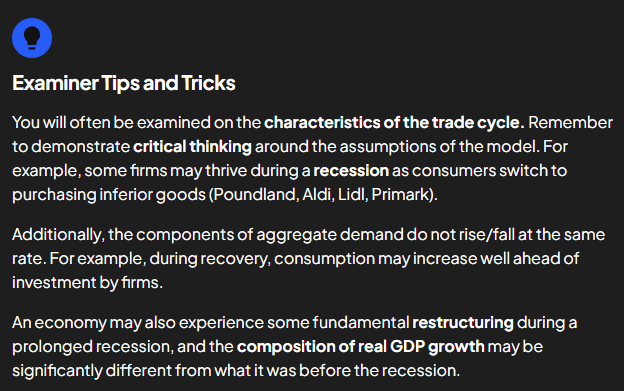 Examiner Tips and Tricks
You will often be examined on the characteristics of the trade cycle. Remember
to demonstrate critical thinking around the assumptions of the model. For
example, some firms may thrive during a recession as consumers switch to
purchasing inferior goods (Poundland, Aldi, Lidl, Primark).
Additionally, the components of aggregate demand do not rise/fall at the same
rate. For example, during recovery, consumption may increase well ahead of
investment by firms.
An economy may also experience some fundamental restructuring during a
prolonged recession, and the composition of real GDP growth may be
significantly different from what it was before the recession.